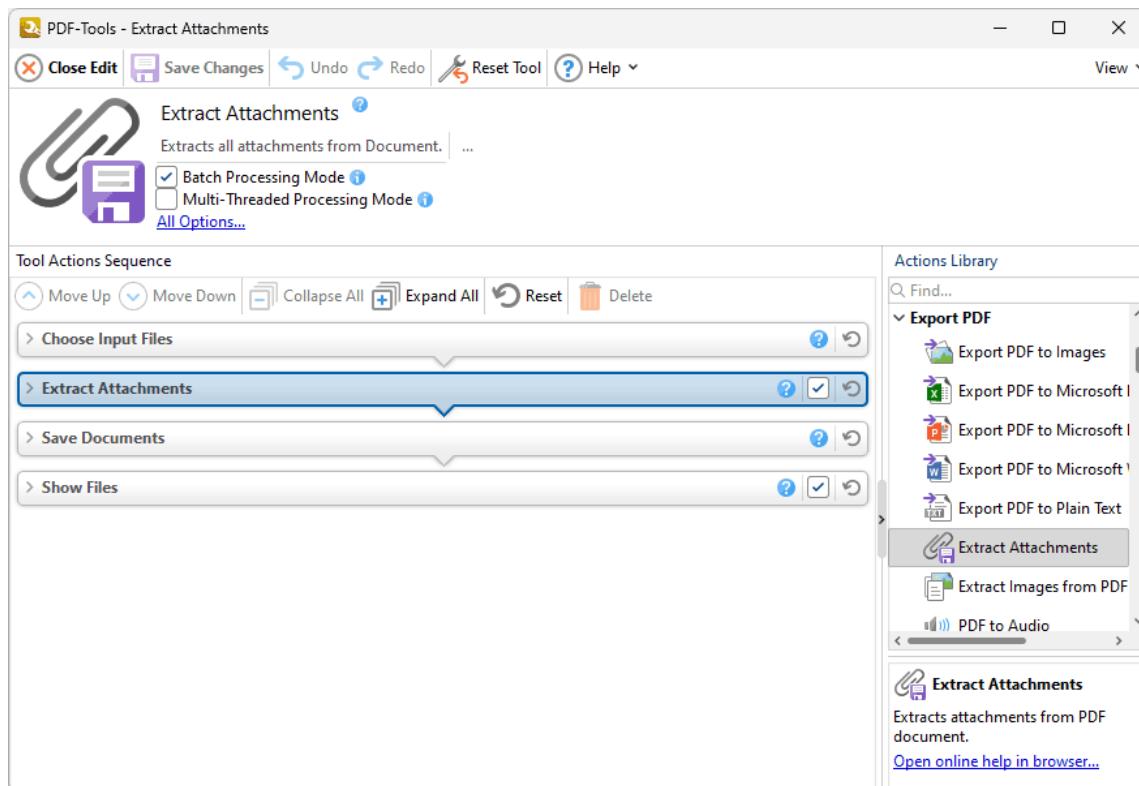 PDF-Tools - Extract Attachments
Close Edit Save Changes Undo Redo Reset Tool ? Help View
Extract Attachments ?
Extracts all attachments from Document. ...
Batch Processing Mode i
Multi-Threaded Processing Mode i
All Options...
Tool Actions Sequence
Move Up Move Down Collapse All Expand All Reset Delete
Choose Input Files ?
Extract Attachments ?
Save Documents ?
Show Files ?
Actions Library
Find...
Export PDF
Export PDF to Images
Export PDF to Microsoft
Export PDF to Microsoft
Export PDF to Microsoft
TXT Export PDF to Plain Text
Extract Attachments
Extract Images from PDF
PDF to Audio
Extract Attachments
Extracts attachments from PDF
document.
Open online help in browser...